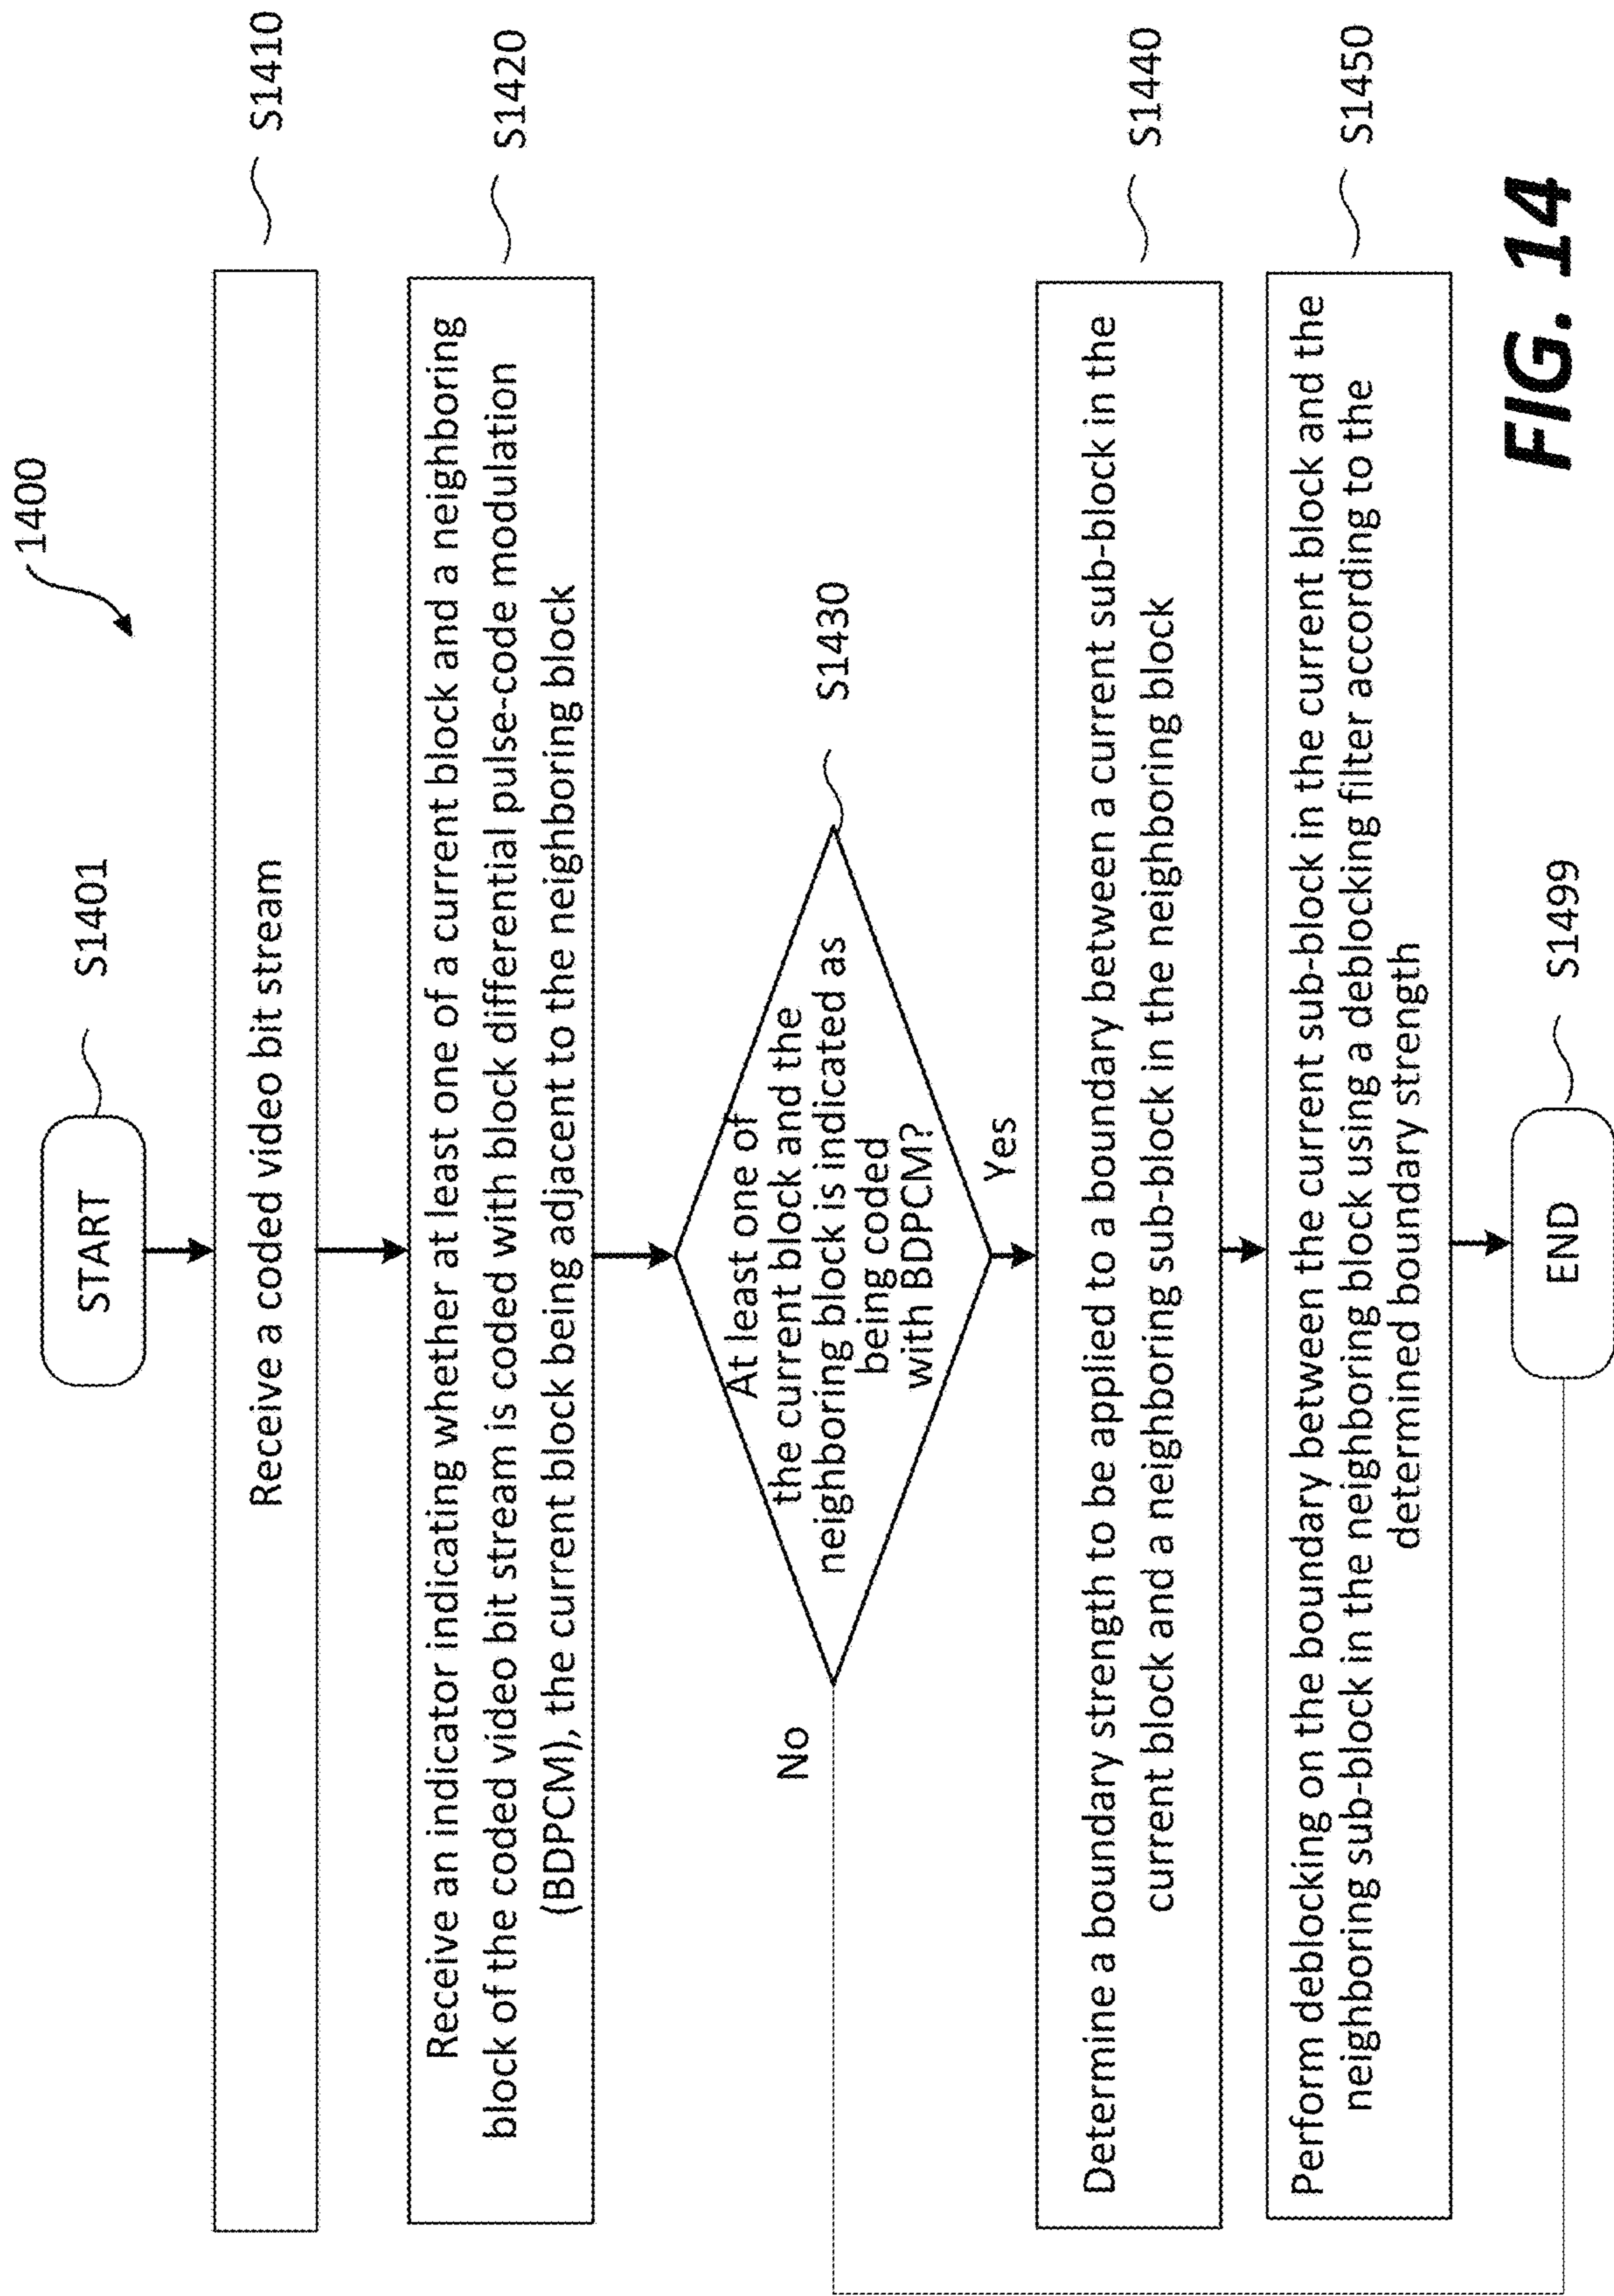 1400
START
S1401
Receive a coded video bit stream
S1410
Receive an indicator indicating whether at least one of a current block and a neighboring
block of the coded video bit stream is coded with block differential pulse-code modulation
(BDPCM), the current block being adjacent to the neighboring block
S1420
At least one of
the current block and the
neighboring block is indicated as
being coded
with BDPCM?
S1430
No
Yes
Determine a boundary strength to be applied to a boundary between a current sub-block in the
current block and a neighboring sub-block in the neighboring block
S1440
Perform deblocking on the boundary between the current sub-block in the current block and the
neighboring sub-block in the neighboring block using a deblocking filter according to the
determined boundary strength
S1450
END
S1499
FIG. 14